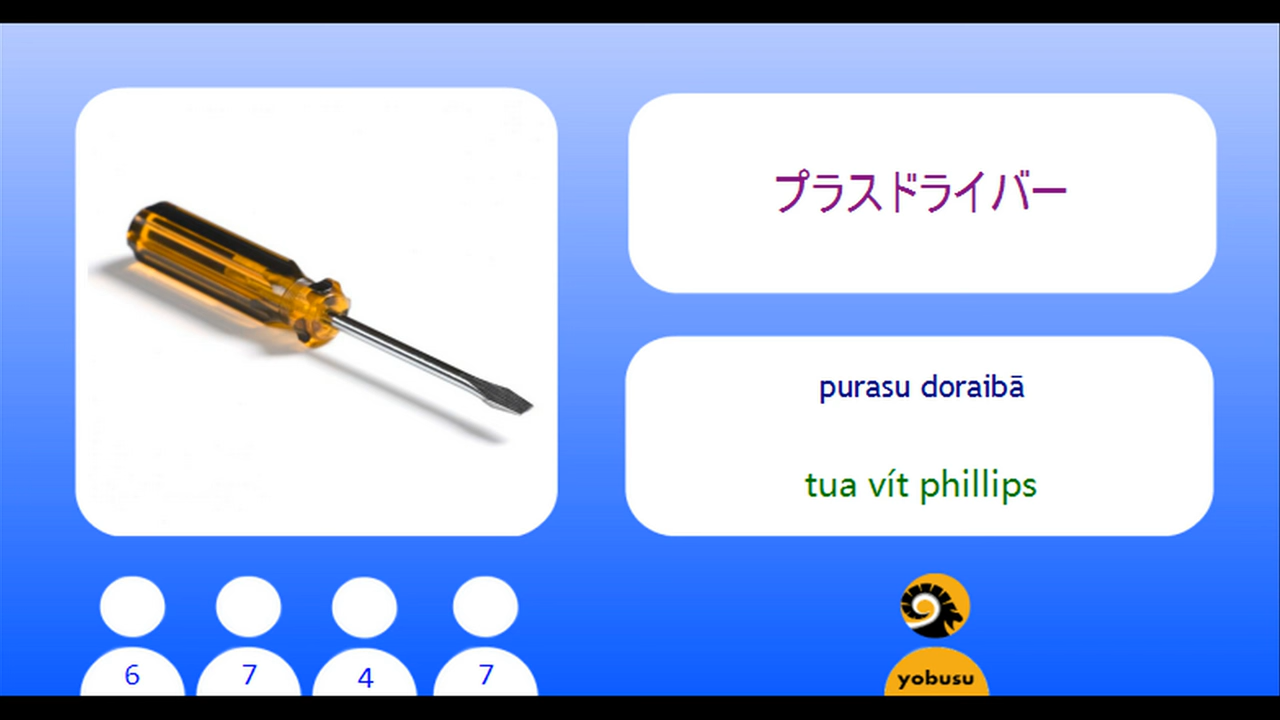 プラスドライバー
purasu doraibā
tua vít phillips
6 7 4 7
yobusu